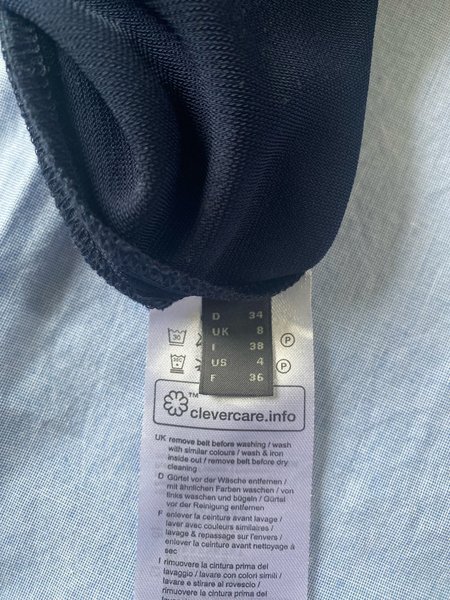 D 34
UK 8
I 38
US 4
F 36
30
P
P
TM
clevercare.info
UK remove belt before washing / wash
with similar colours / wash & iron
inside out / remove belt before dry
cleaning
D Gürtel vor der Wäsche entfernen /
mit ähnlichen Farben waschen / von
links waschen und bügeln / Gürtel
vor der Reinigung entfernen
F enlever la ceinture avant lavage /
laver avec couleurs similaires /
lavage & repassage sur l'envers /
enlever la ceinture avant nettoyage à
sec
I rimuovere la cintura prima del
lavaggio / lavare con colori simili /
lavare e stirare al rovescio /
rimuovere la cintura prima del